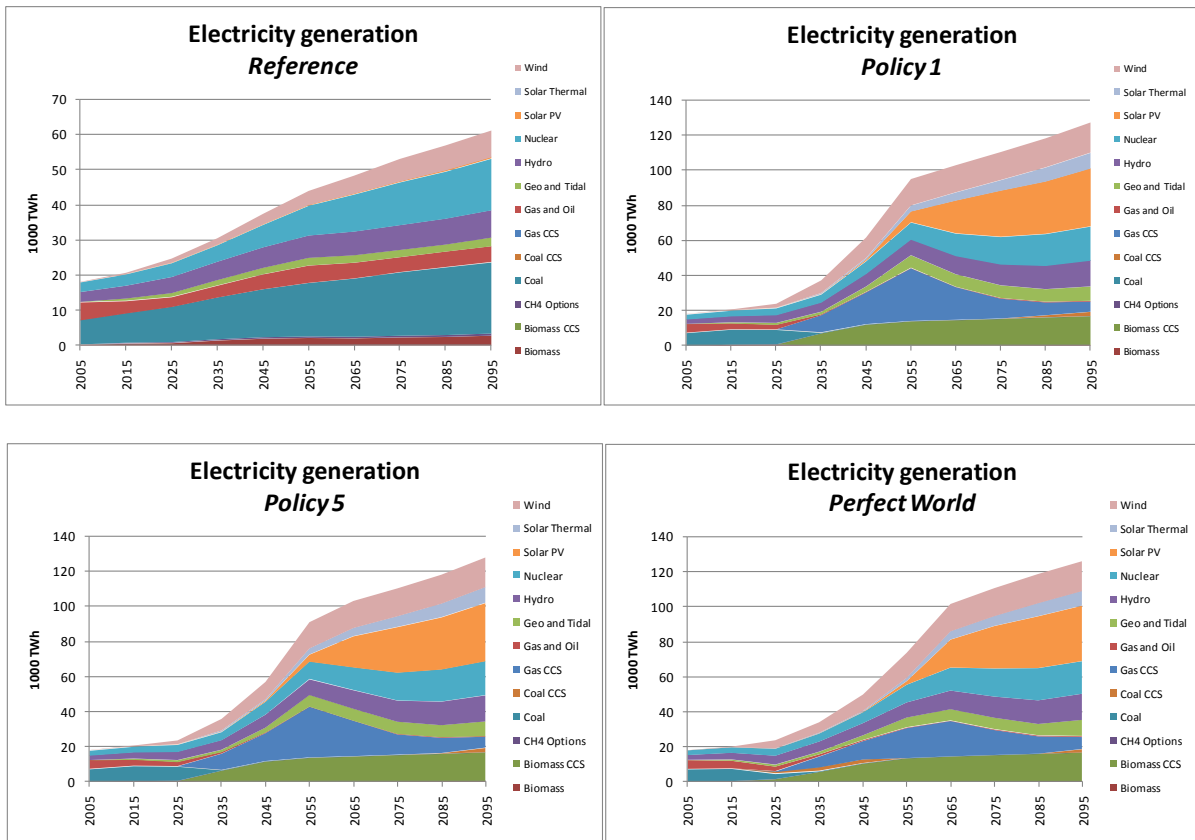 Electricity generation
Reference
1000 TWh
70
60
50
40
30
20
10
0
2005
2015
2025
2035
2045
2055
2065
2075
2085
2095
Wind
Solar Thermal
Solar PV
Nuclear
Hydro
Geo and Tidal
Gas and Oil
Gas CCS
Coal CCS
Coal
CH4 Options
Biomass CCS
Biomass
Electricity generation
Policy 1
1000 TWh
140
120
100
80
60
40
20
0
2005
2015
2025
2035
2045
2055
2065
2075
2085
2095
Wind
Solar Thermal
Solar PV
Nuclear
Hydro
Geo and Tidal
Gas and Oil
Gas CCS
Coal CCS
Coal
CH4 Options
Biomass CCS
Biomass
Electricity generation
Policy 5
1000 TWh
140
120
100
80
60
40
20
0
2005
2015
2025
2035
2045
2055
2065
2075
2085
2095
Wind
Solar Thermal
Solar PV
Nuclear
Hydro
Geo and Tidal
Gas and Oil
Gas CCS
Coal CCS
Coal
CH4 Options
Biomass CCS
Biomass
Electricity generation
Perfect World
1000 TWh
140
120
100
80
60
40
20
0
2005
2015
2025
2035
2045
2055
2065
2075
2085
2095
Wind
Solar Thermal
Solar PV
Nuclear
Hydro
Geo and Tidal
Gas and Oil
Gas CCS
Coal CCS
Coal
CH4 Options
Biomass CCS
Biomass